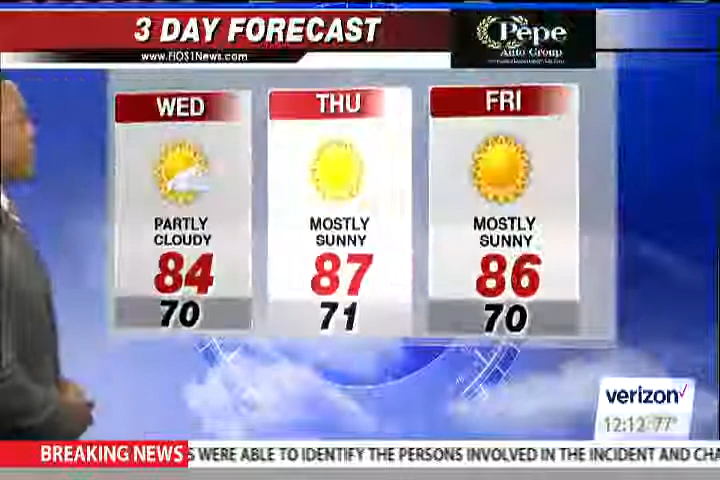 3 DAY FORECAST
www.FiOS1News.com
Pepe
Auto Group
WED
THU
FRI
PARTLY
CLOUDY
MOSTLY
SUNNY
MOSTLY
SUNNY
84
87
86
70
71
70
verizon
12:12 77°
BREAKING NEWS
S WERE ABLE TO IDENTIFY THE PERSONS INVOLVED IN THE INCIDENT AND CHA